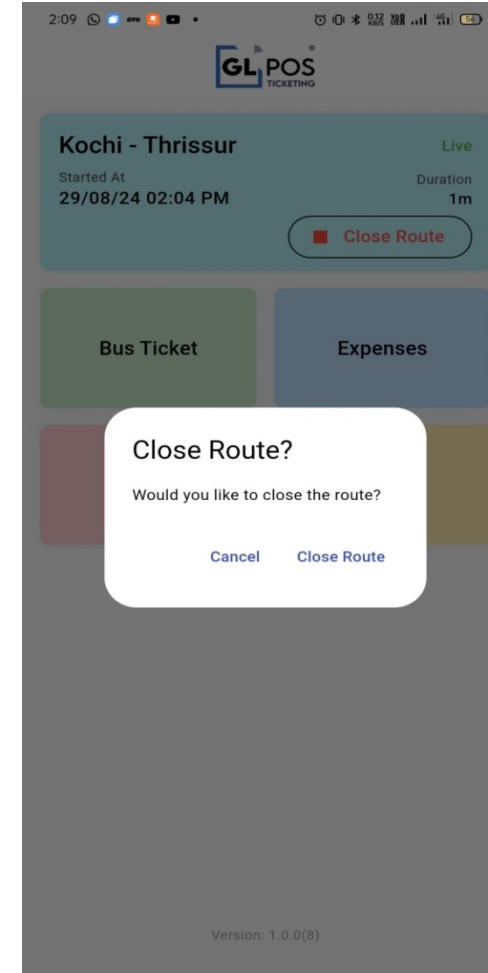 2:09
GL POS
TICKETING
Kochi - Thrissur
Live
Started At
Duration
29/08/24 02:04 PM
1m
Close Route
Bus Ticket
Expenses
Close Route?
Would you like to close the route?
Cancel
Close Route
Version: 1.0.0(8)